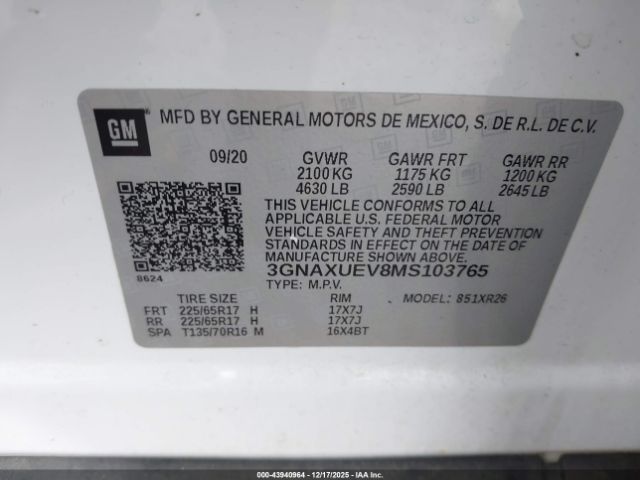 GM
MFD BY GENERAL MOTORS DE MEXICO, S. DE R.L. DE C.V.
09/20 GVWR GAWR FRT GAWR RR
2100 KG 1175 KG 1200 KG
4630 LB 2590 LB 2645 LB
THIS VEHICLE CONFORMS TO ALL
APPLICABLE U.S. FEDERAL MOTOR
VEHICLE SAFETY AND THEFT PREVENTION
STANDARDS IN EFFECT ON THE DATE OF
MANUFACTURE SHOWN ABOVE.
8624
3GNAXUEV8MS103765
TYPE: M.P.V.
TIRE SIZE RIM MODEL: 851XR26
FRT 225/65R17 H 17X7J
RR 225/65R17 H 17X7J
SPA T135/70R16 M 16X4BT
000-43940964 - 12/17/2025 - IAAI.CA